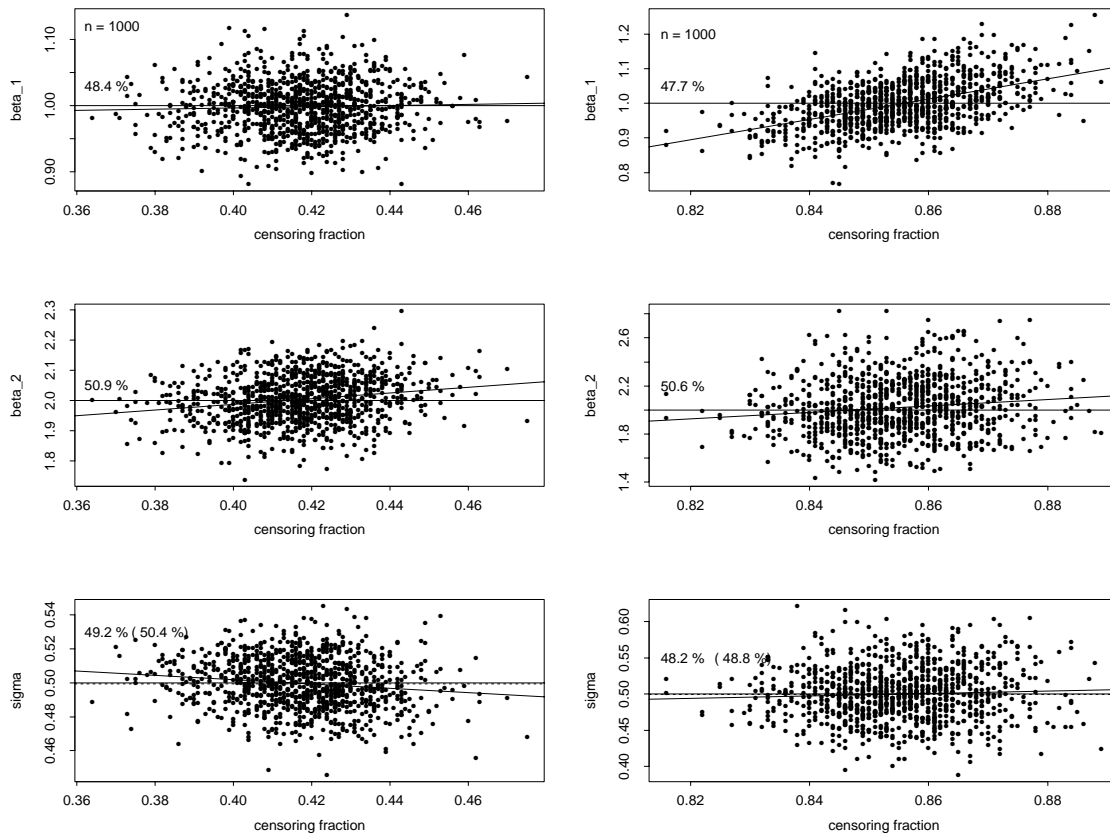 n = 1000
48.4 %
beta_1
0.90 1.00 1.10
0.36 0.38 0.40 0.42 0.44 0.46
censoring fraction
n = 1000
47.7 %
beta_1
0.8 0.9 1.0 1.1 1.2
0.82 0.84 0.86 0.88
censoring fraction
50.9 %
beta_2
1.8 1.9 2.0 2.1 2.2 2.3
0.36 0.38 0.40 0.42 0.44 0.46
censoring fraction
50.6 %
beta_2
1.4 1.8 2.2 2.6
0.82 0.84 0.86 0.88
censoring fraction
49.2 % ( 50.4 %)
sigma
0.46 0.48 0.50 0.52 0.54
0.36 0.38 0.40 0.42 0.44 0.46
censoring fraction
48.2 % ( 48.8 %)
sigma
0.40 0.45 0.50 0.55 0.60
0.82 0.84 0.86 0.88
censoring fraction